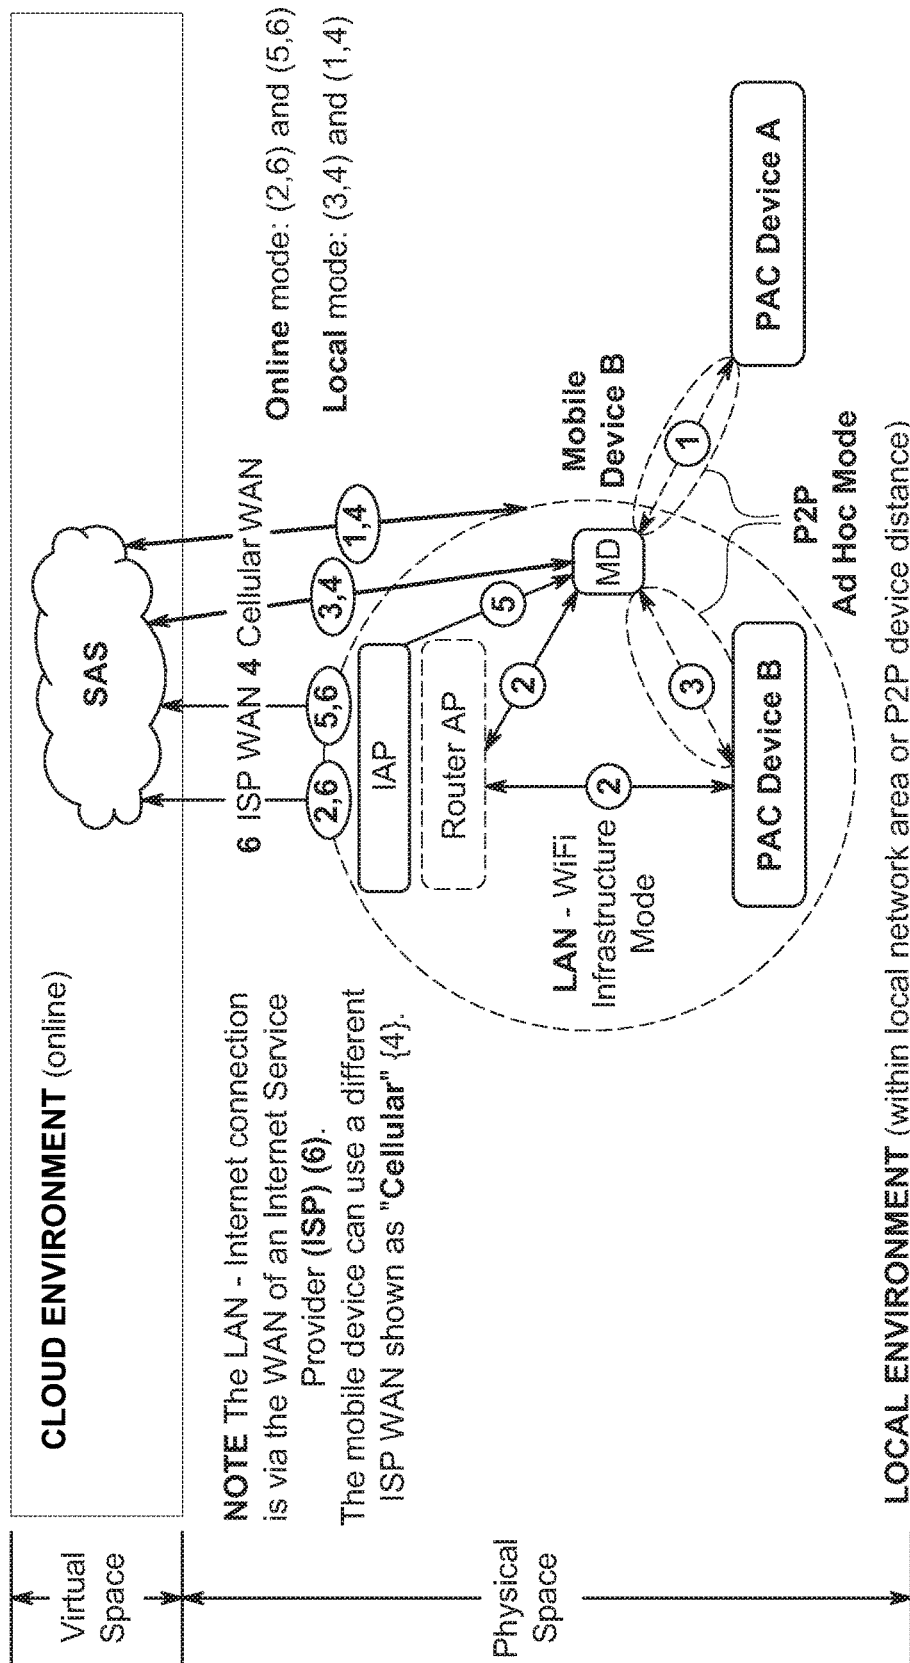 Virtual
Space
Physical
Space
CLOUD ENVIRONMENT (online)
SAS
NOTE The LAN - Internet connection
is via the WAN of an Internet Service
Provider (ISP) (6).
The mobile device can use a different
ISP WAN shown as "Cellular" {4}.
6 ISP WAN 4 Cellular WAN
Online mode: (2,6) and (5,6)
Local mode: (3,4) and (1,4)
2,6
5,6
3,4
1,4
IAP
Router AP
5
2
2
LAN - WiFi
Infrastructure
Mode
MD
Mobile
Device B
3
1
PAC Device B
PAC Device A
P2P
Ad Hoc Mode
LOCAL ENVIRONMENT (within local network area or P2P device distance)